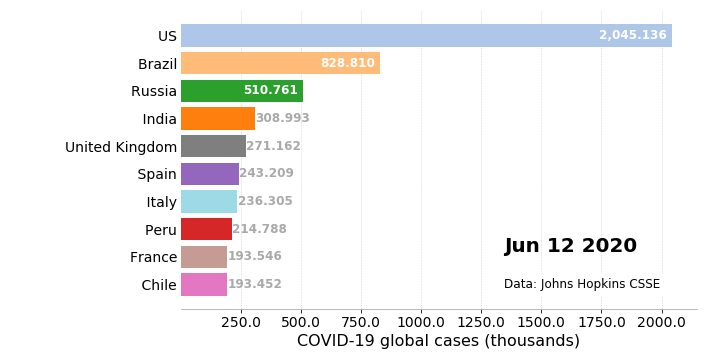 US 2,045.136
Brazil 828.810
Russia 510.761
India 308.993
United Kingdom 271.162
Spain 243.209
Italy 236.305
Peru 214.788
Jun 12 2020
France 193.546
Chile 193.452
Data: Johns Hopkins CSSE
250.0 500.0 750.0 1000.0 1250.0 1500.0 1750.0 2000.0
COVID-19 global cases (thousands)